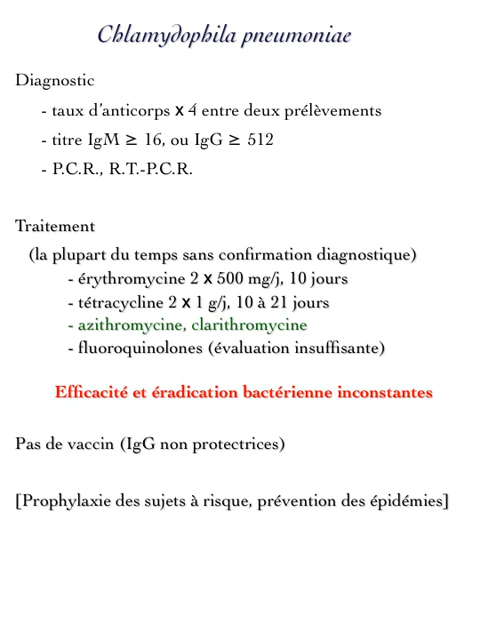 Chlamydophila pneumoniae
Diagnostic
- taux d'anticorps x 4 entre deux prélèvements
- titre IgM ≥ 16, ou IgG ≥ 512
- P.C.R., R.T.-P.C.R.
Traitement
(la plupart du temps sans confirmation diagnostique)
- érythromycine 2 x 500 mg/j, 10 jours
- tétracycline 2 x 1 g/j, 10 à 21 jours
- azithromycine, clarithromycine
- fluoroquinolones (évaluation insuffisante)
Efficacité et éradication bactérienne inconstantes
Pas de vaccin (IgG non protectrices)
[Prophylaxie des sujets à risque, prévention des épidémies]